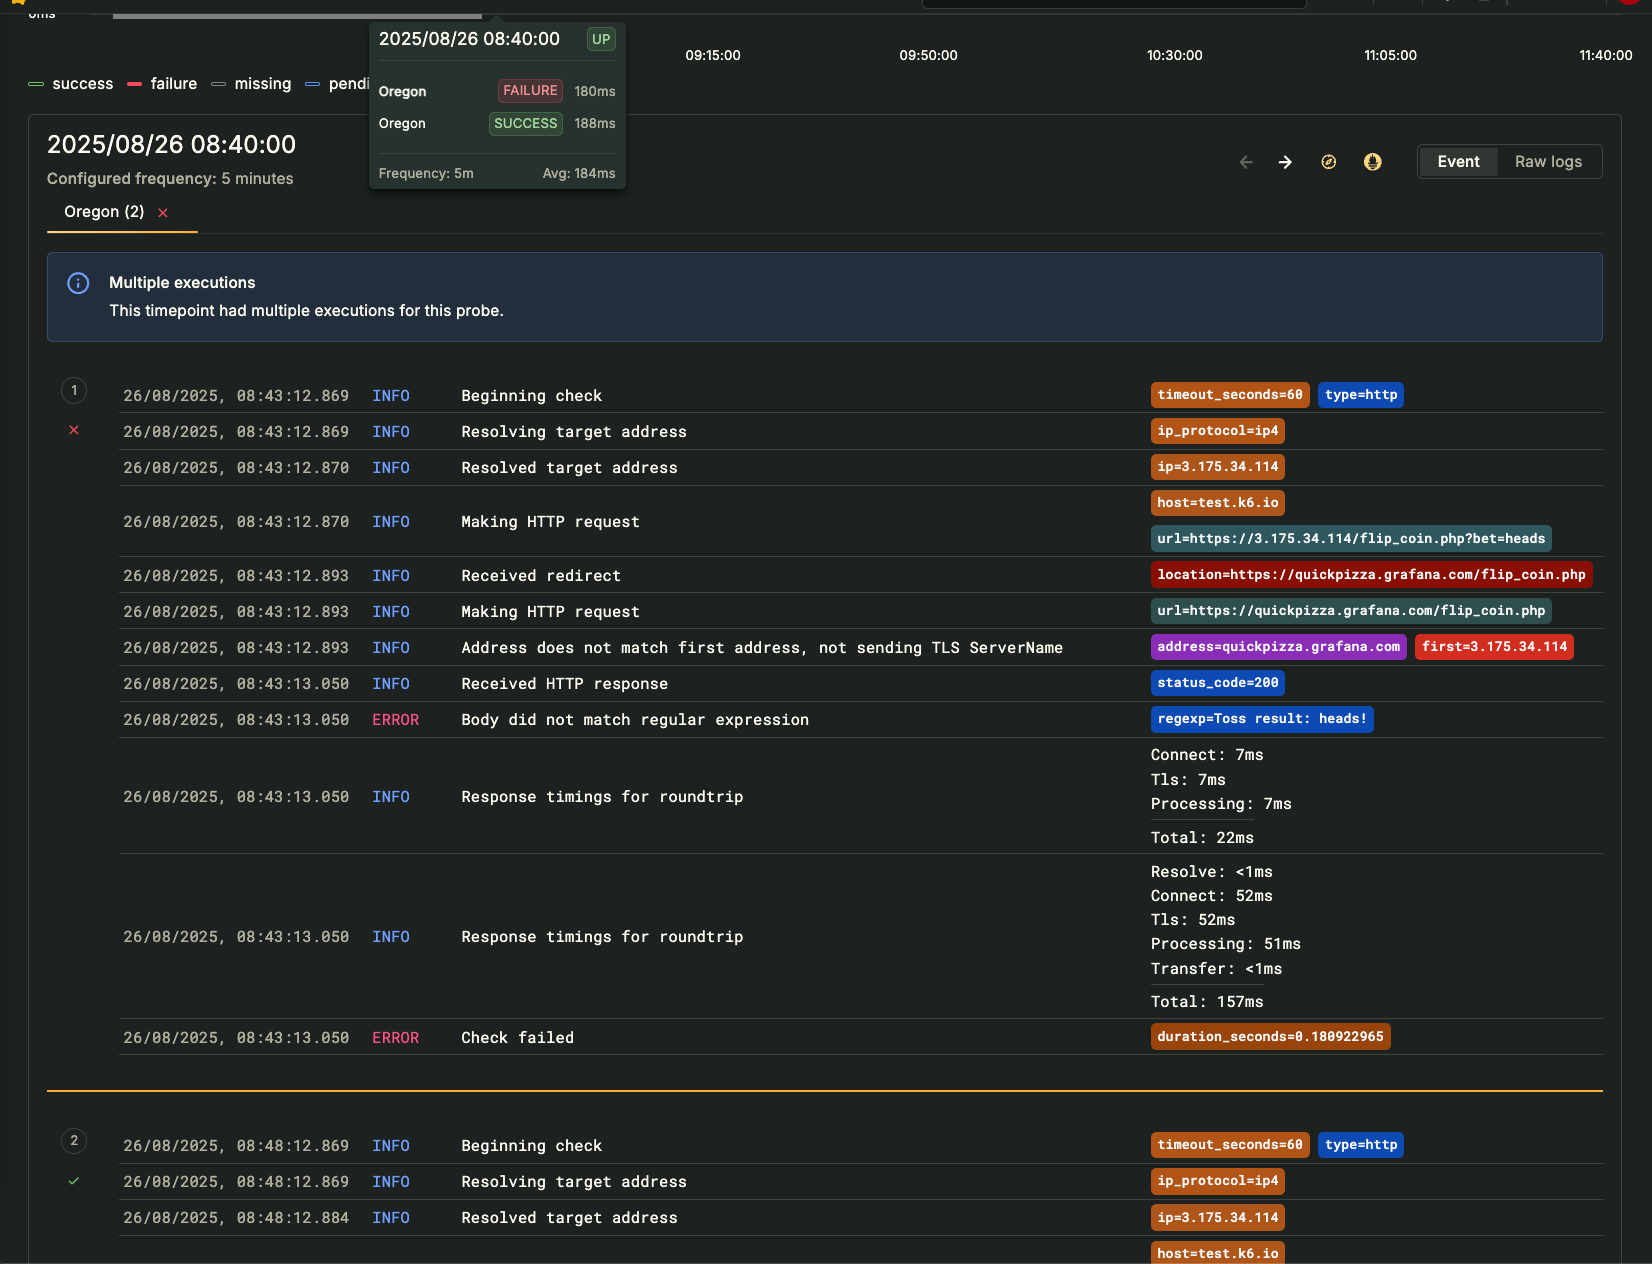 0ms
2025/08/26 08:40:00 UP
09:15:00 09:50:00 10:30:00 11:05:00 11:40:00
success failure missing pendi
Oregon FAILURE 180ms
Oregon SUCCESS 188ms
Frequency: 5m Avg: 184ms
2025/08/26 08:40:00
Configured frequency: 5 minutes
Event Raw logs
Oregon (2)
Multiple executions
This timepoint had multiple executions for this probe.
1
26/08/2025, 08:43:12.869 INFO Beginning check timeout_seconds=60 type=http
26/08/2025, 08:43:12.869 INFO Resolving target address ip_protocol=ip4
26/08/2025, 08:43:12.870 INFO Resolved target address ip=3.175.34.114
26/08/2025, 08:43:12.870 INFO Making HTTP request host=test.k6.io
url=https://3.175.34.114/flip_coin.php?bet=heads
26/08/2025, 08:43:12.893 INFO Received redirect location=https://quickpizza.grafana.com/flip_coin.php
26/08/2025, 08:43:12.893 INFO Making HTTP request url=https://quickpizza.grafana.com/flip_coin.php
26/08/2025, 08:43:12.893 INFO Address does not match first address, not sending TLS ServerName address=quickpizza.grafana.com first=3.175.34.114
26/08/2025, 08:43:13.050 INFO Received HTTP response status_code=200
26/08/2025, 08:43:13.050 ERROR Body did not match regular expression regexp=Toss result: heads!
26/08/2025, 08:43:13.050 INFO Response timings for roundtrip
Connect: 7ms
Tls: 7ms
Processing: 7ms
Total: 22ms
26/08/2025, 08:43:13.050 INFO Response timings for roundtrip
Resolve: <1ms
Connect: 52ms
Tls: 52ms
Processing: 51ms
Transfer: <1ms
Total: 157ms
26/08/2025, 08:43:13.050 ERROR Check failed duration_seconds=0.180922965
2
26/08/2025, 08:48:12.869 INFO Beginning check timeout_seconds=60 type=http
26/08/2025, 08:48:12.869 INFO Resolving target address ip_protocol=ip4
26/08/2025, 08:48:12.884 INFO Resolved target address ip=3.175.34.114
host=test.k6.io